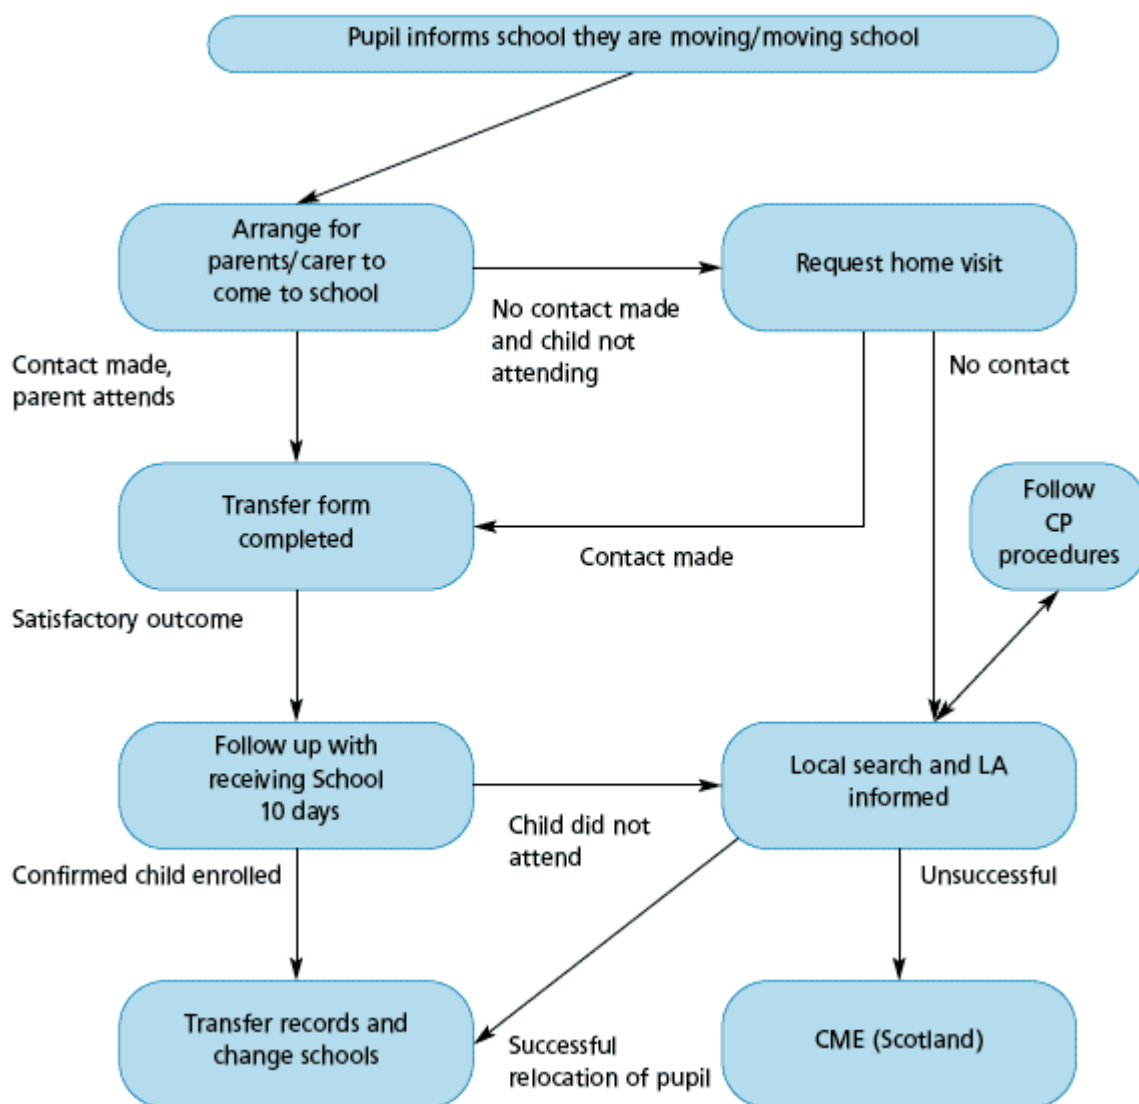 Pupil informs school they are moving/moving school
Arrange for
parents/carer to
come to school
Request home visit
No contact made
and child not
attending
Contact made,
parent attends
No contact
Transfer form
completed
Follow
CP
procedures
Contact made
Satisfactory outcome
Follow up with
receiving School
10 days
Local search and LA
informed
Child did not
attend
Confirmed child enrolled
Unsuccessful
Transfer records and
change schools
Successful
relocation of pupil
CME (Scotland)